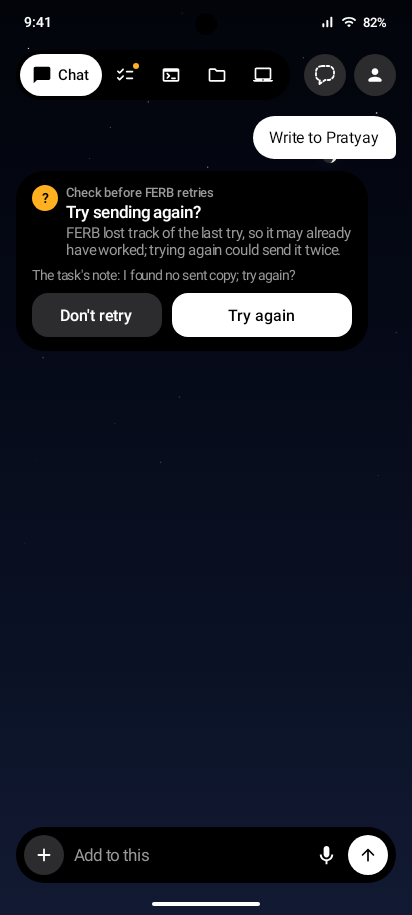 9:41
82%
Chat
Write to Pratyay
?
Check before FERB retries
Try sending again?
FERB lost track of the last try, so it may already
have worked; trying again could send it twice.
The task's note: I found no sent copy; try again?
Don't retry
Try again
Add to this